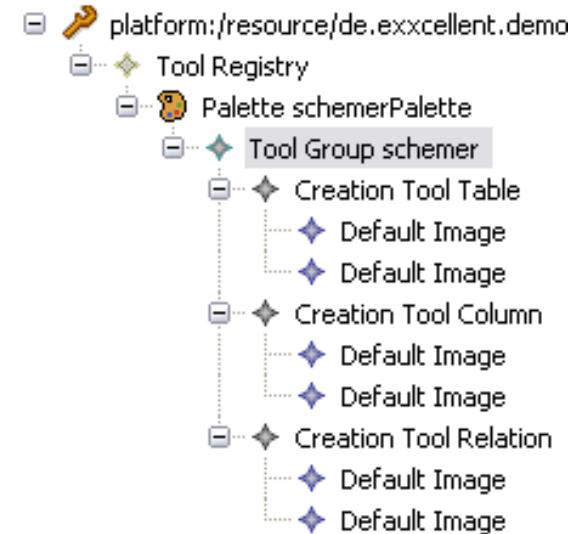 platform:/resource/de.exxcellent.demo
Tool Registry
Palette schemerPalette
Tool Group schemer
Creation Tool Table
Default Image
Default Image
Creation Tool Column
Default Image
Default Image
Creation Tool Relation
Default Image
Default Image